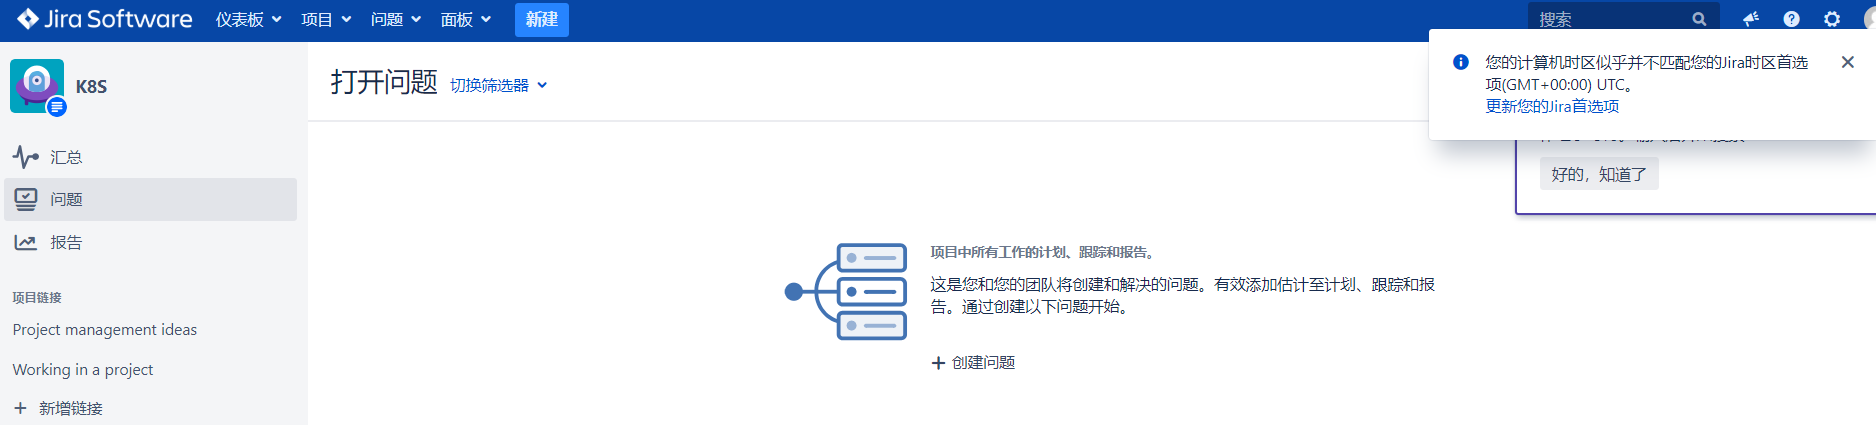 Jira Software 仪表板 项目 问题 面板 新建 搜索
您的计算机时区似乎并不匹配您的Jira时区首选
项(GMT+00:00) UTC。
更新您的Jira首选项
好的，知道了
K8S
汇总
问题
报告
项目链接
Project management ideas
Working in a project
+ 新增链接
打开问题 切换筛选器
项目中所有工作的计划、跟踪和报告。
这是您和您的团队将创建和解决的问题。有效添加估计至计划、跟踪和报
告。通过创建以下问题开始。
+ 创建问题